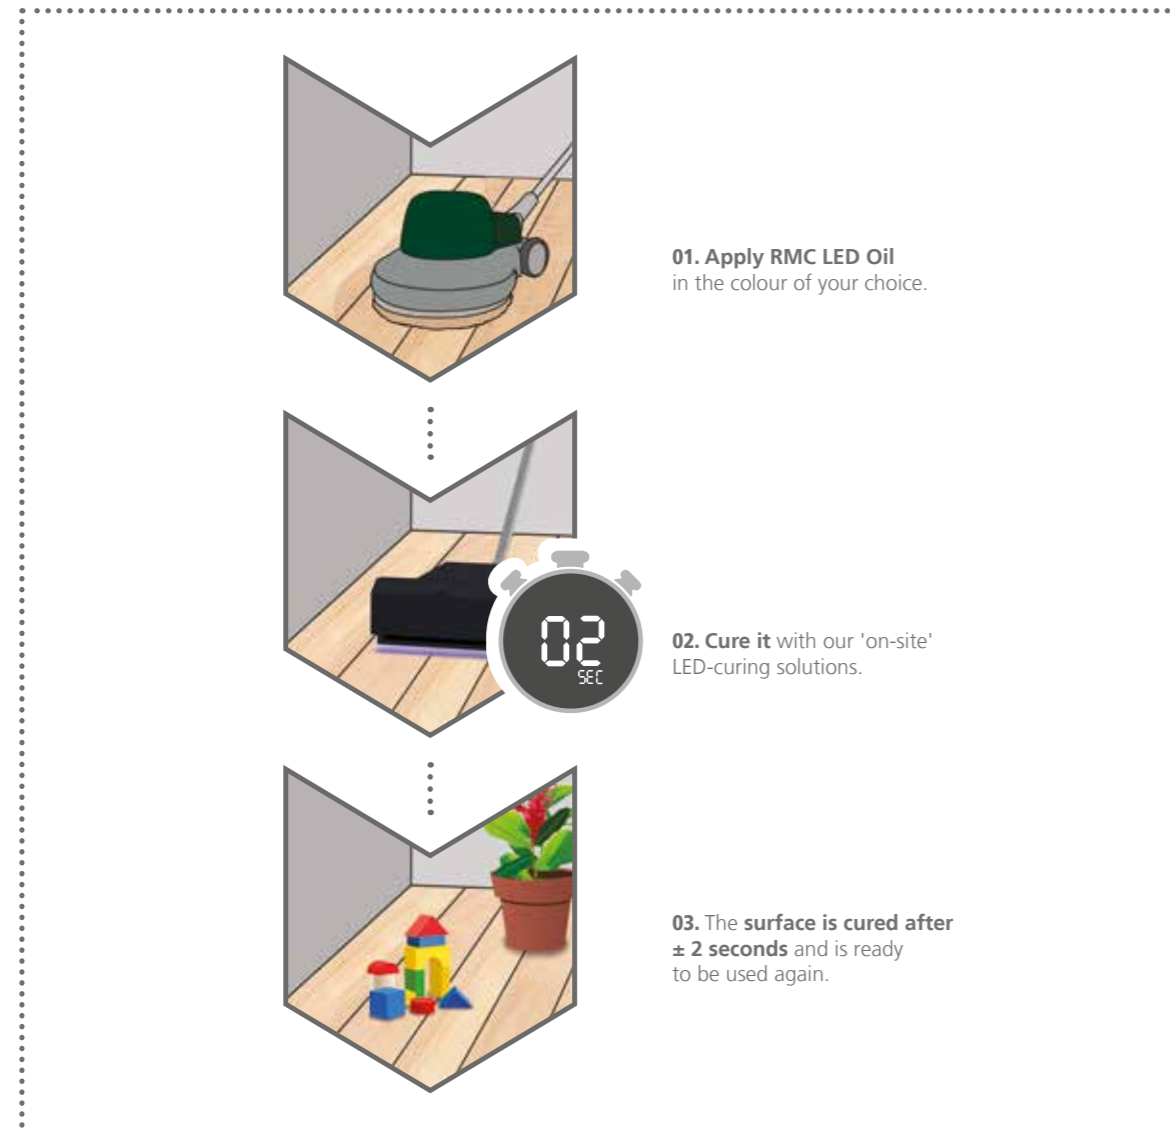 01. Apply RMC LED Oil
in the colour of your choice.
02
SEC
02. Cure it with our 'on-site'
LED-curing solutions.
03. The surface is cured after
± 2 seconds and is ready
to be used again.